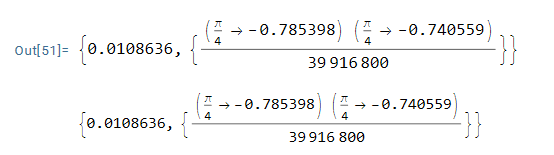 Out[51]= {0.0108636, {(π/4 → -0.785398) (π/4 → -0.740559)/39 916 800}}
{0.0108636, {(π/4 → -0.785398) (π/4 → -0.740559)/39 916 800}}